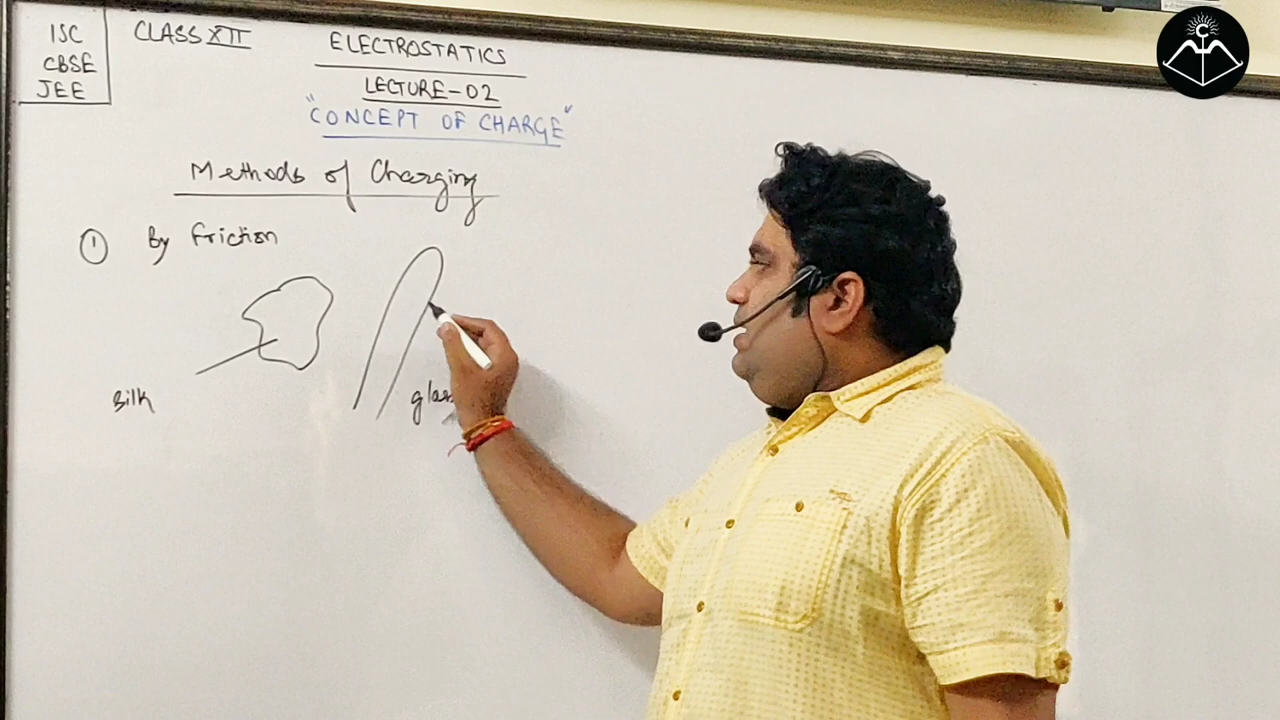 ISC
CBSE
JEE
CLASS XII
ELECTROSTATICS
LECTURE-02
"CONCEPT OF CHARGE"
Methods of Charging
① By friction
Silk
C